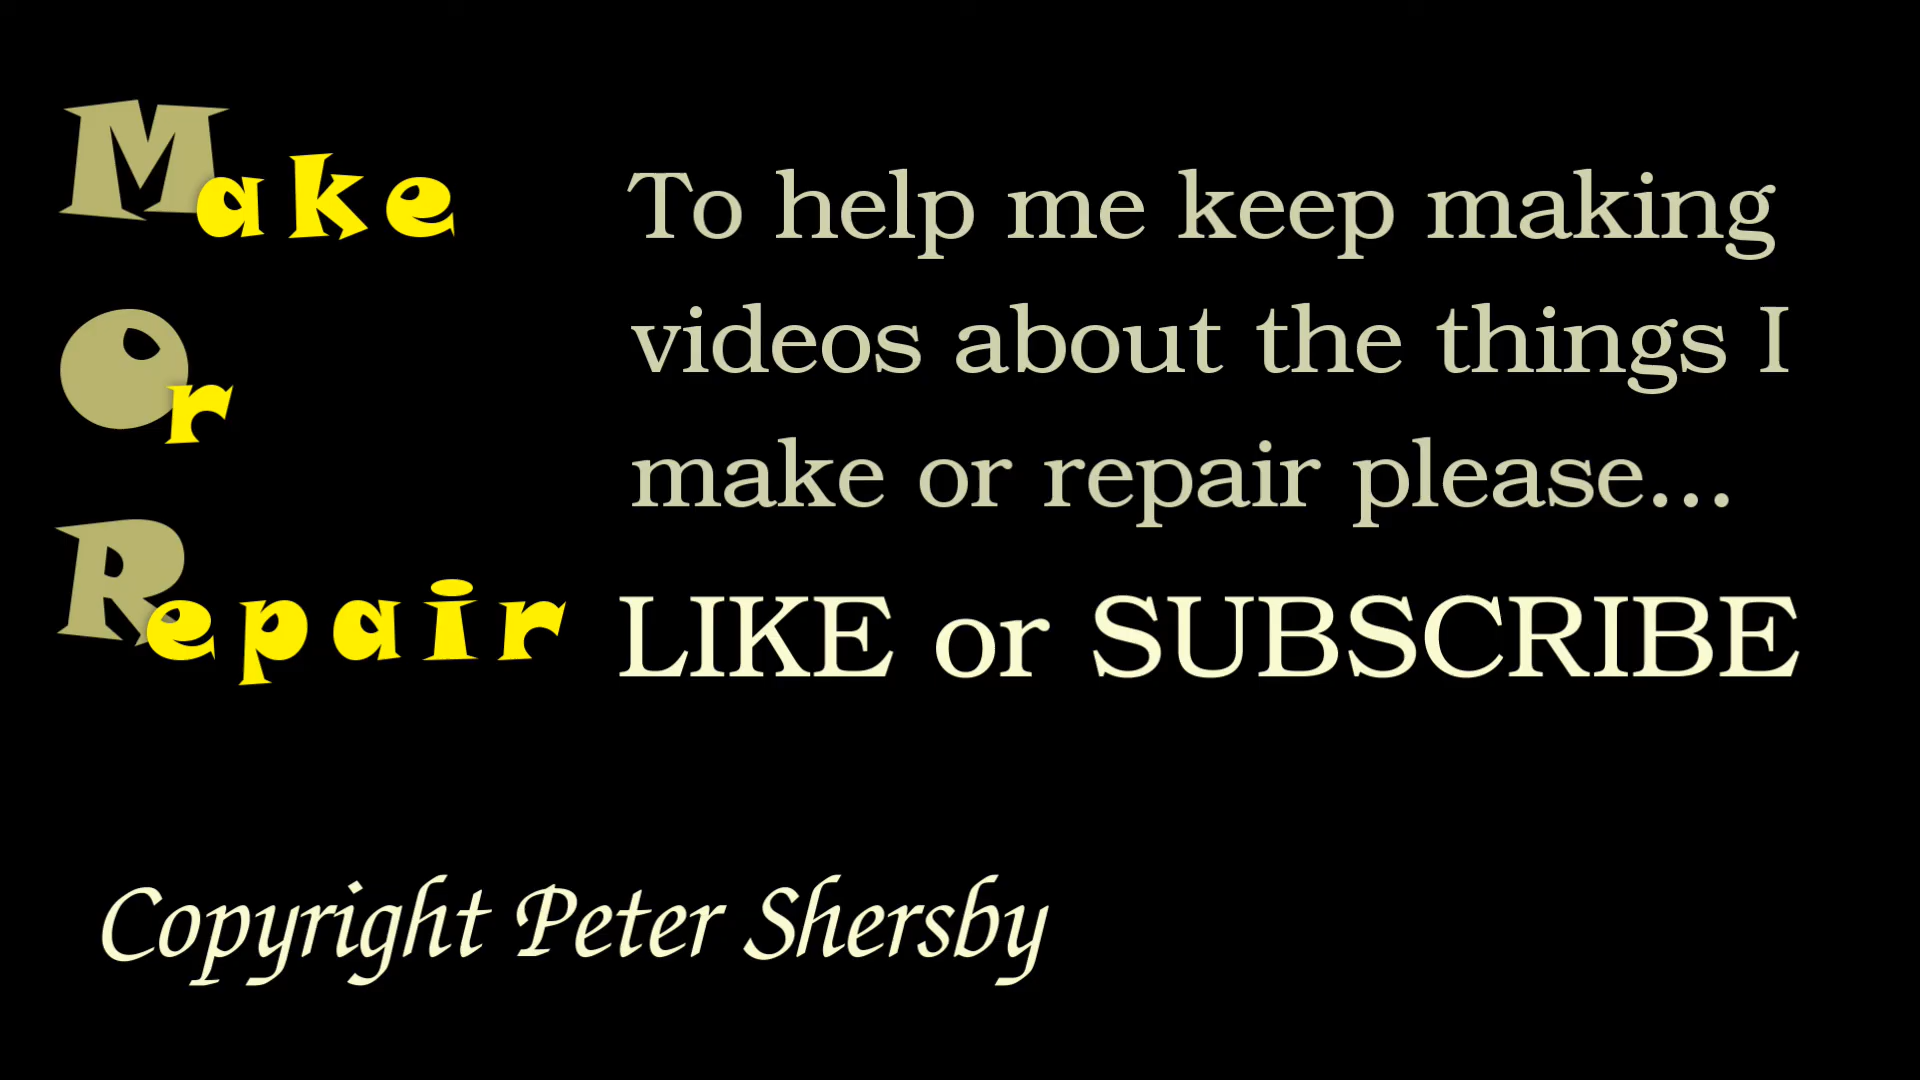 Make
Or
Repair
To help me keep making
videos about the things I
make or repair please...
LIKE or SUBSCRIBE
Copyright Peter Shersby